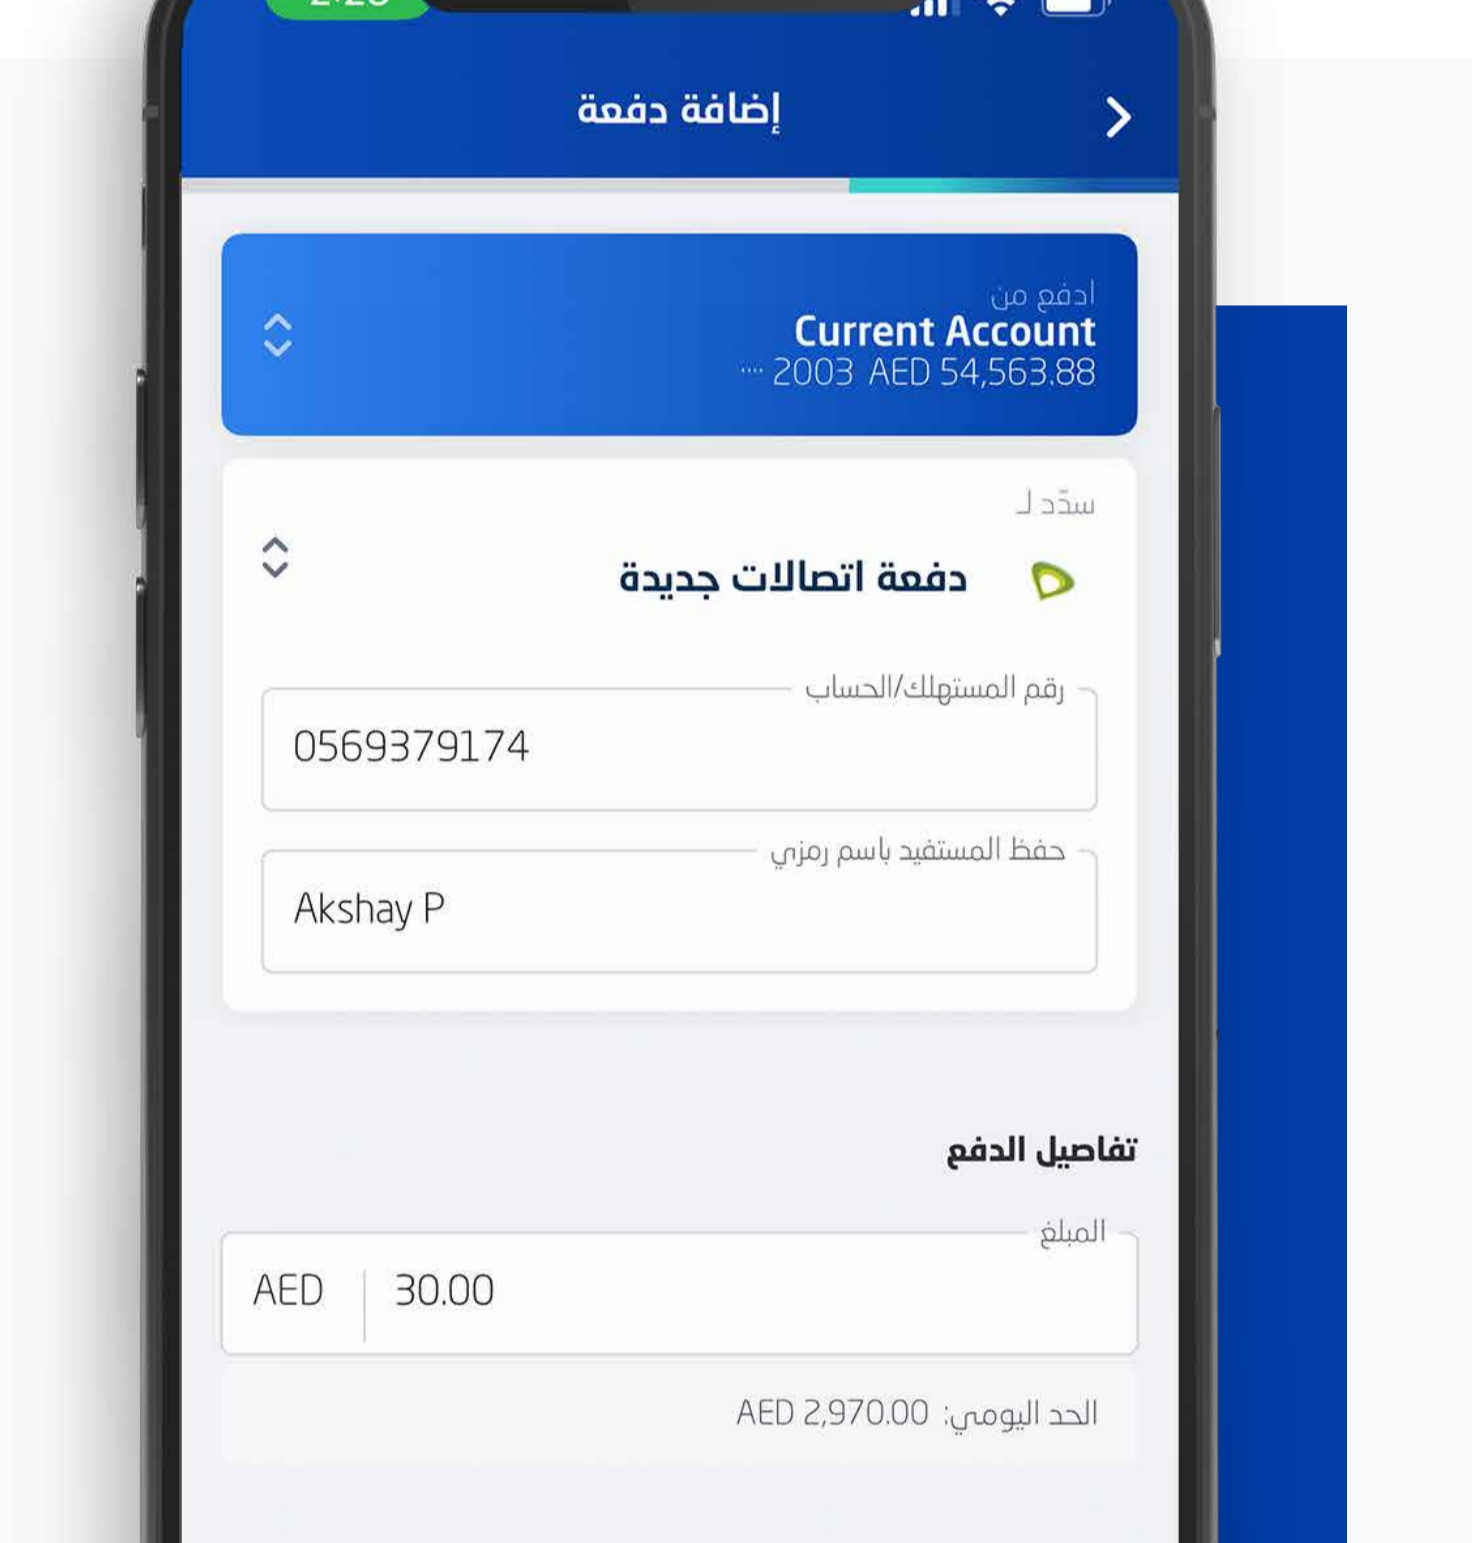 إضافة دفعة
ادفع من
Current Account
.... 2003 AED 54,563.88
سدّد لـ
دفعة اتصالات جديدة
رقم المستهلك/الحساب
0569379174
حفظ المستفيد باسم رمزي
Akshay P
تفاصيل الدفع
المبلغ
AED 30.00
الحد اليومي: AED 2,970.00